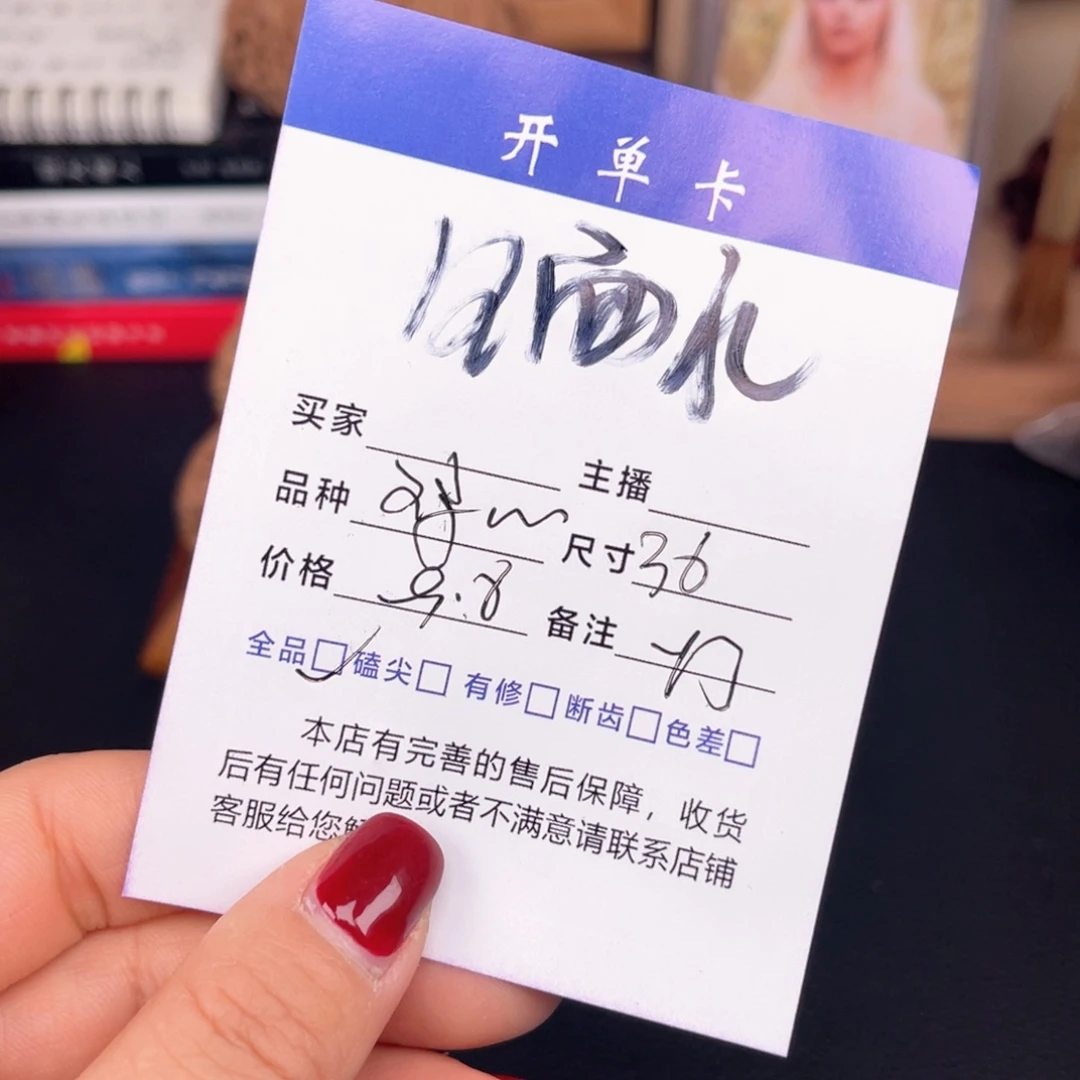 开单卡
买家 主播
品种 尺寸 36
价格 备注
全品 磕尖 有修 断齿 色差
本店有完善的售后保障，收货
后有任何问题或者不满意请联系店铺
客服给您